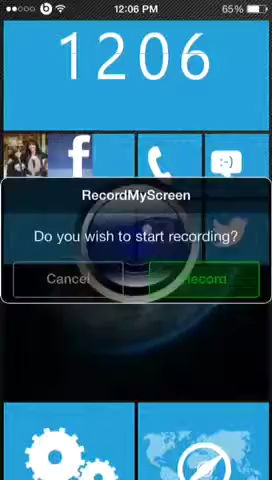 12:06 PM
65%
1206
f
:-)
RecordMyScreen
Do you wish to start recording?
Cancel
Record